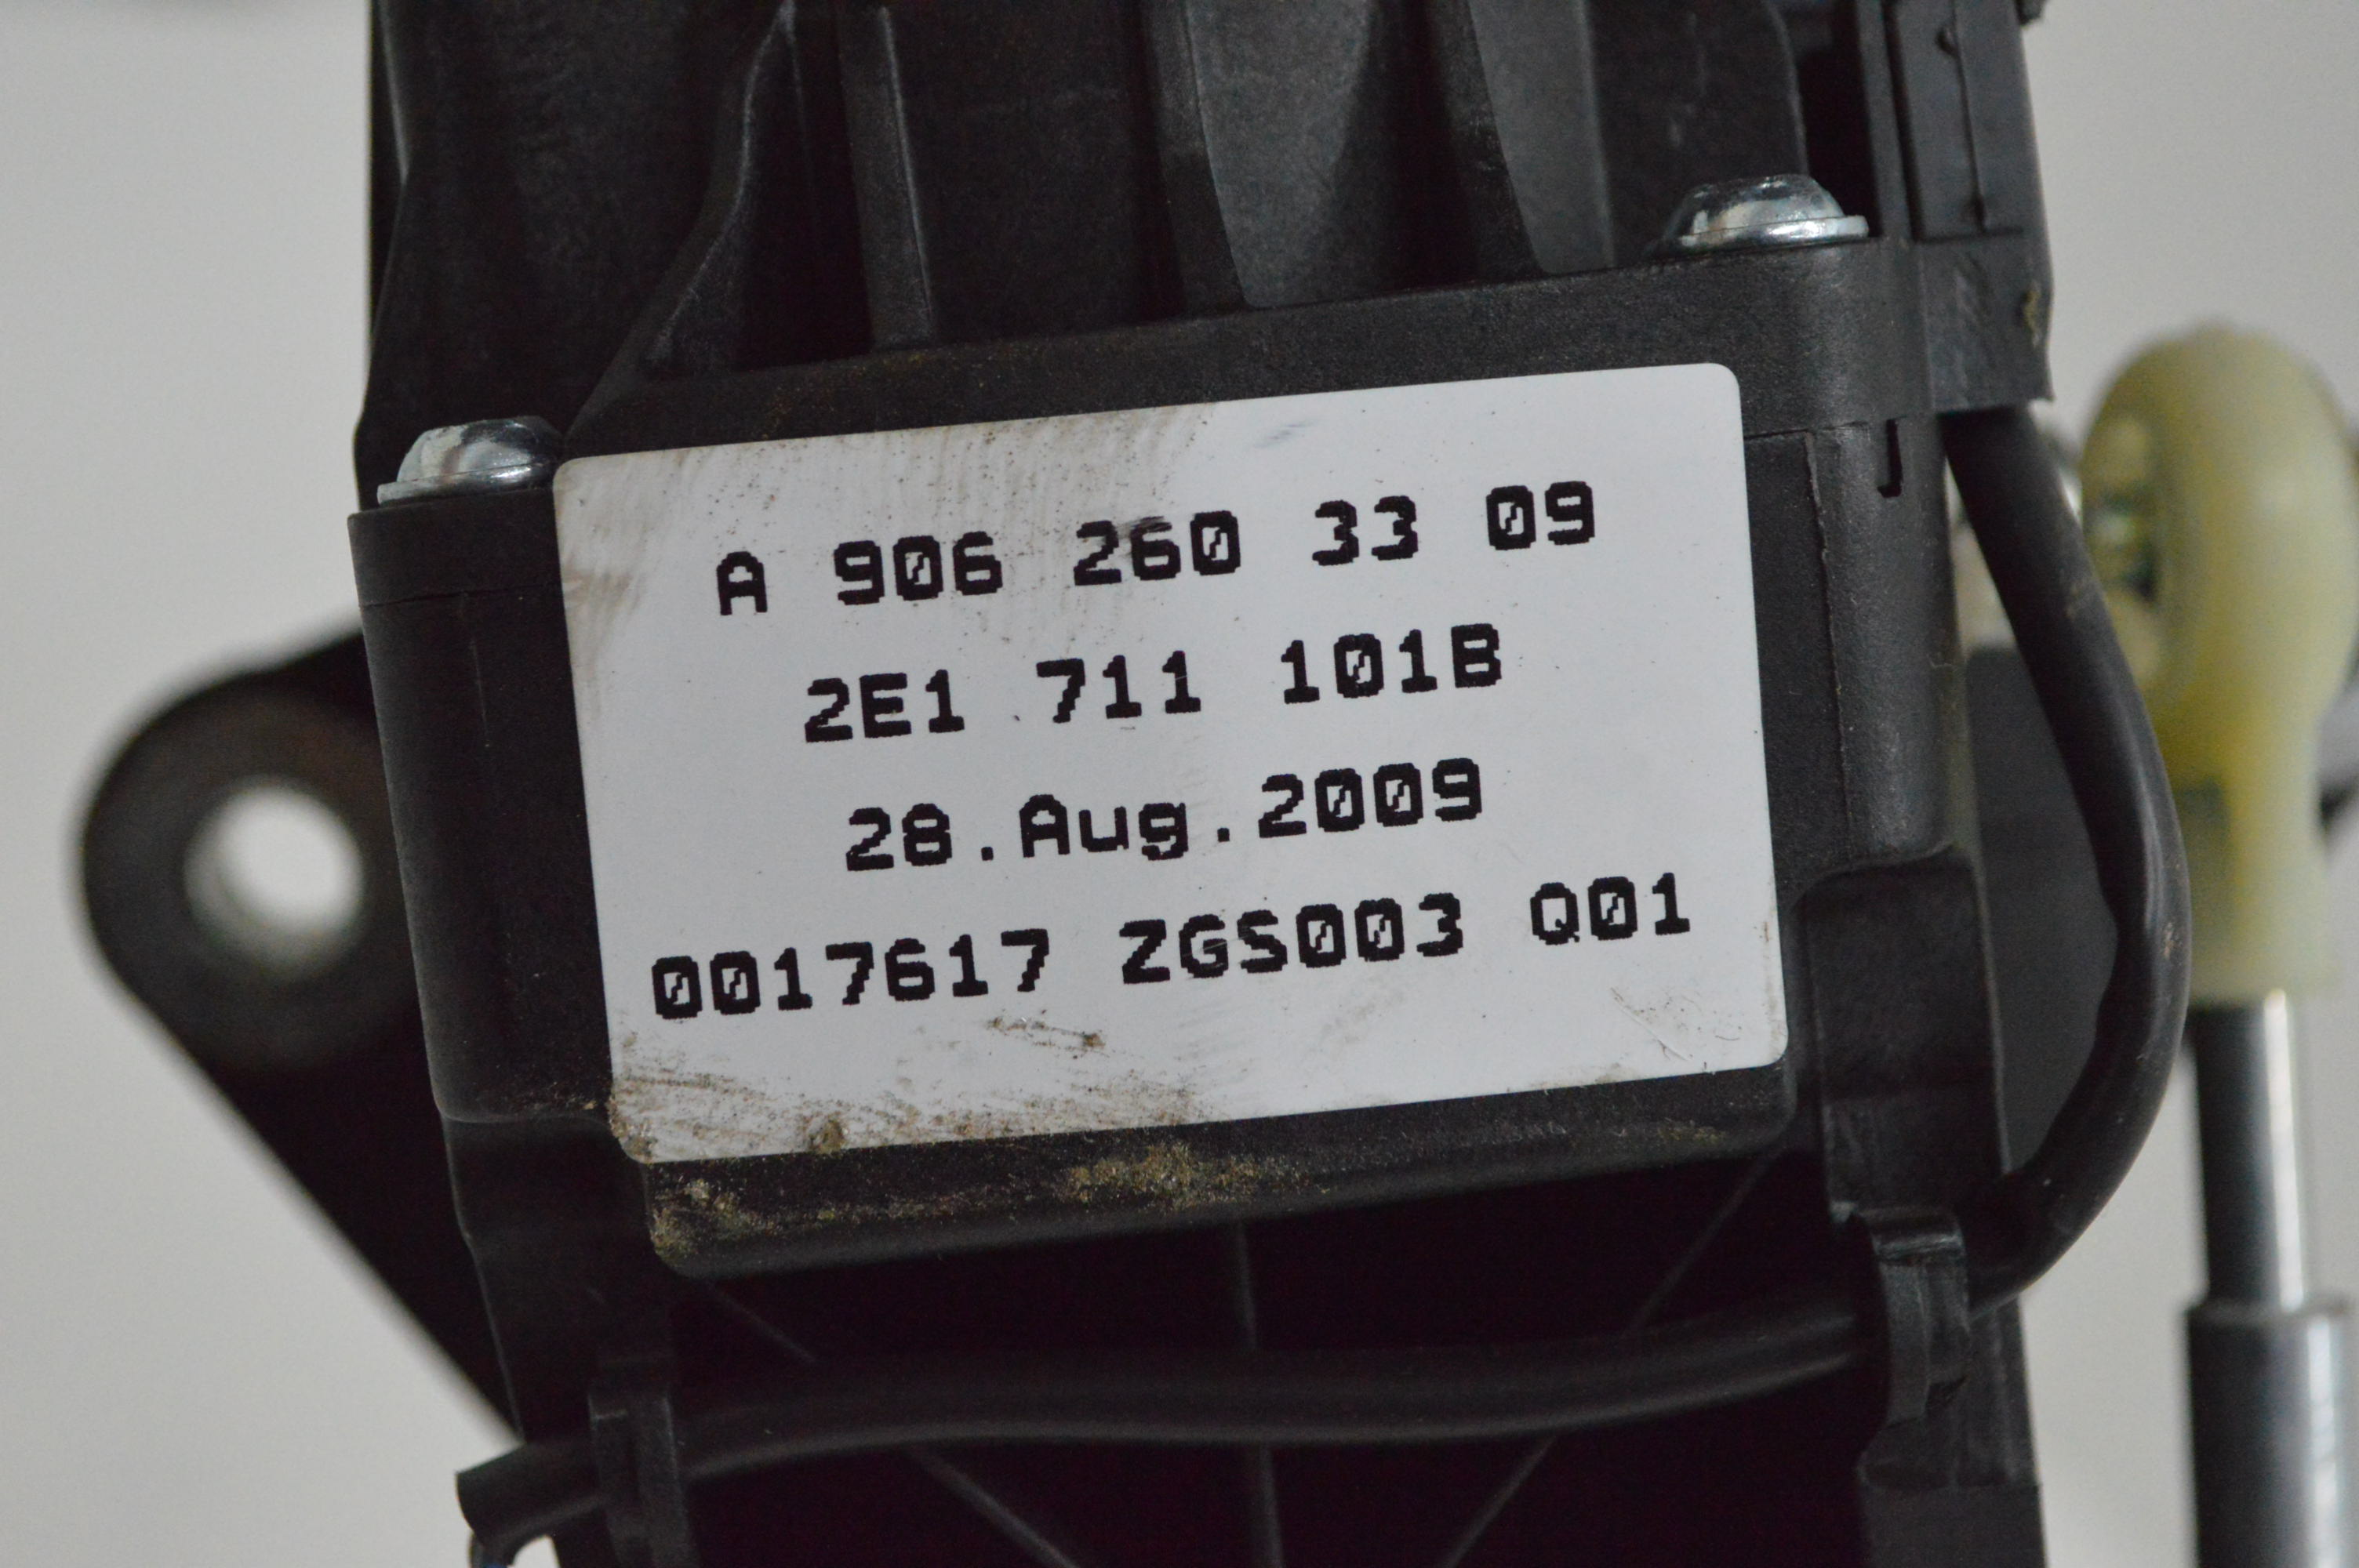 A 906 260 33 09
2E1 711 101B
28.Aug.2009
0017617 ZGS003 Q01